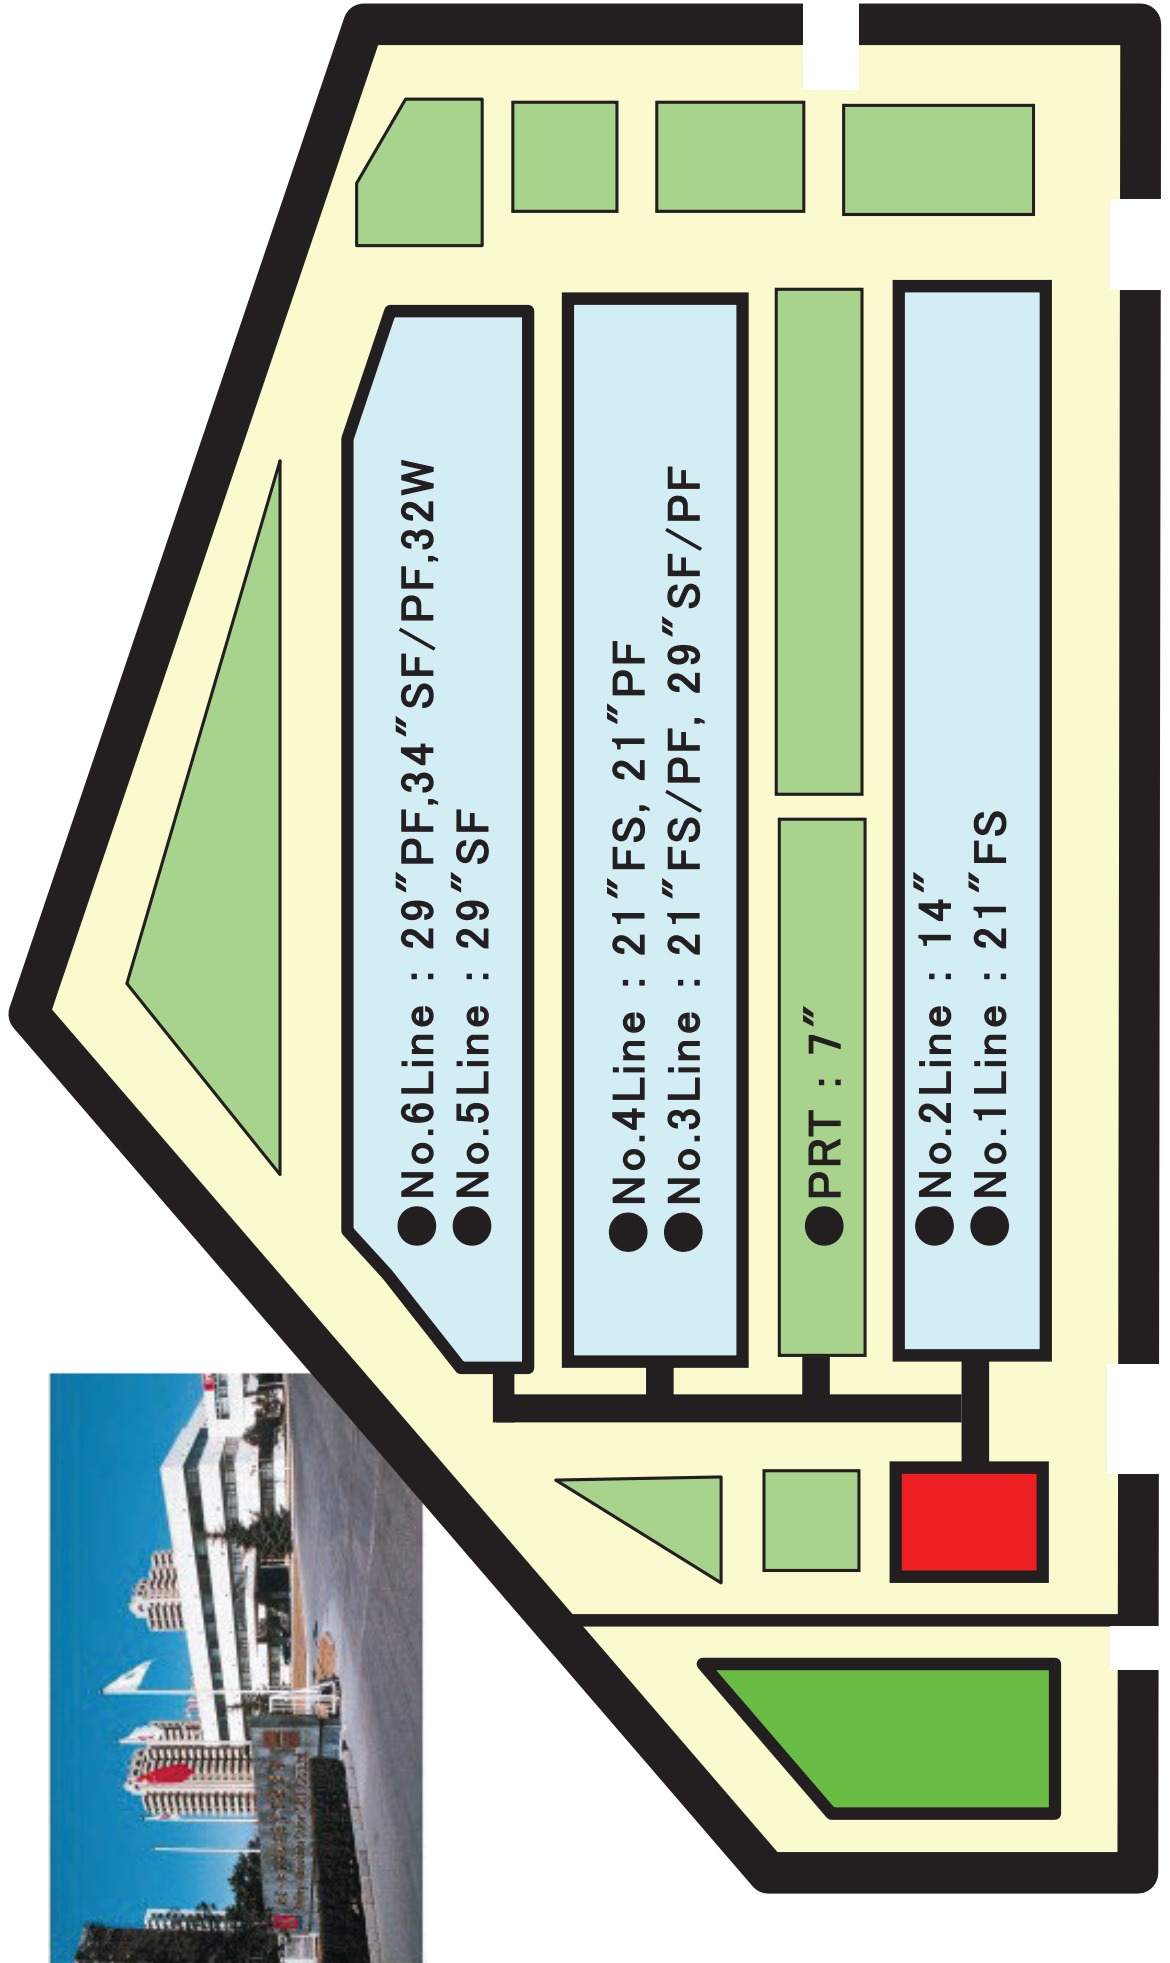 ●No.6Line : 29″PF,34″SF/PF,32W
●No.5Line : 29″SF
●No.4Line : 21″FS, 21″PF
●No.3Line : 21″FS/PF, 29″SF/PF
●PRT : 7″
●No.2Line : 14″
●No.1Line : 21″FS